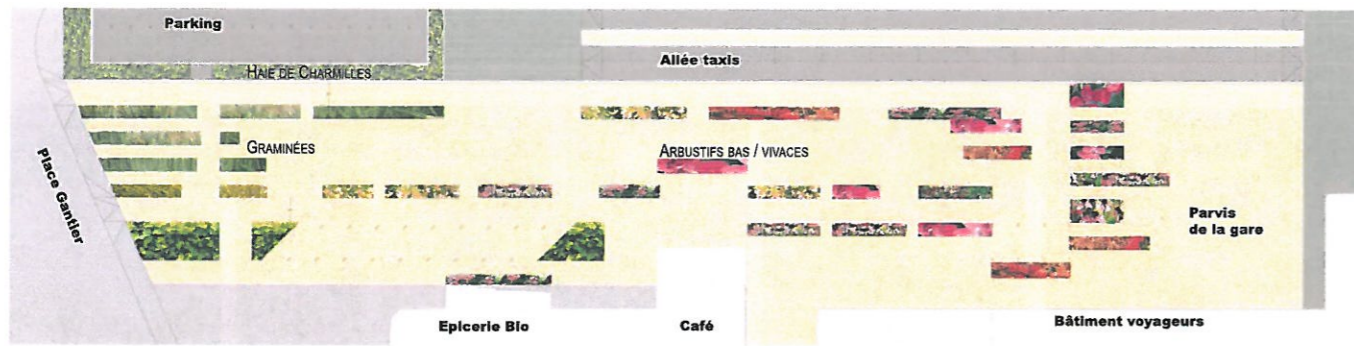 Parking
Allée taxis
HAIE DE CHARMILLES
GRAMINÉES
ARBUSTIFS BAS / VIVACES
Place Gantier
Parvis
de la gare
Epicerie Bio
Café
Bâtiment voyageurs